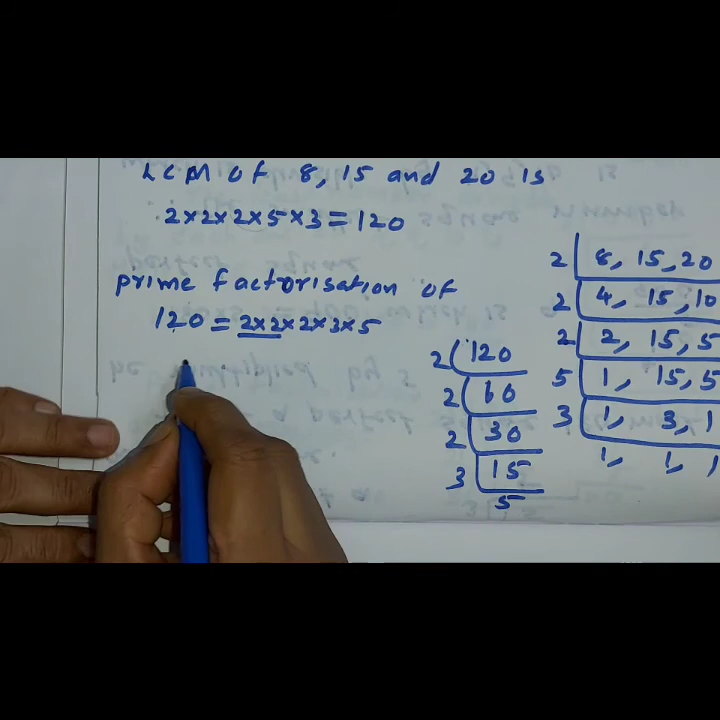 LCM of 8, 15 and 20 is
2×2×2×5×3=120
prime factorisation of
120 = 2×2×2×3×5
2 120
2 60
2 30
3 15
5
2 8, 15, 20
2 4, 15, 10
2 2, 15, 5
5 1, 15, 5
3 1, 3, 1
1, 1, 1